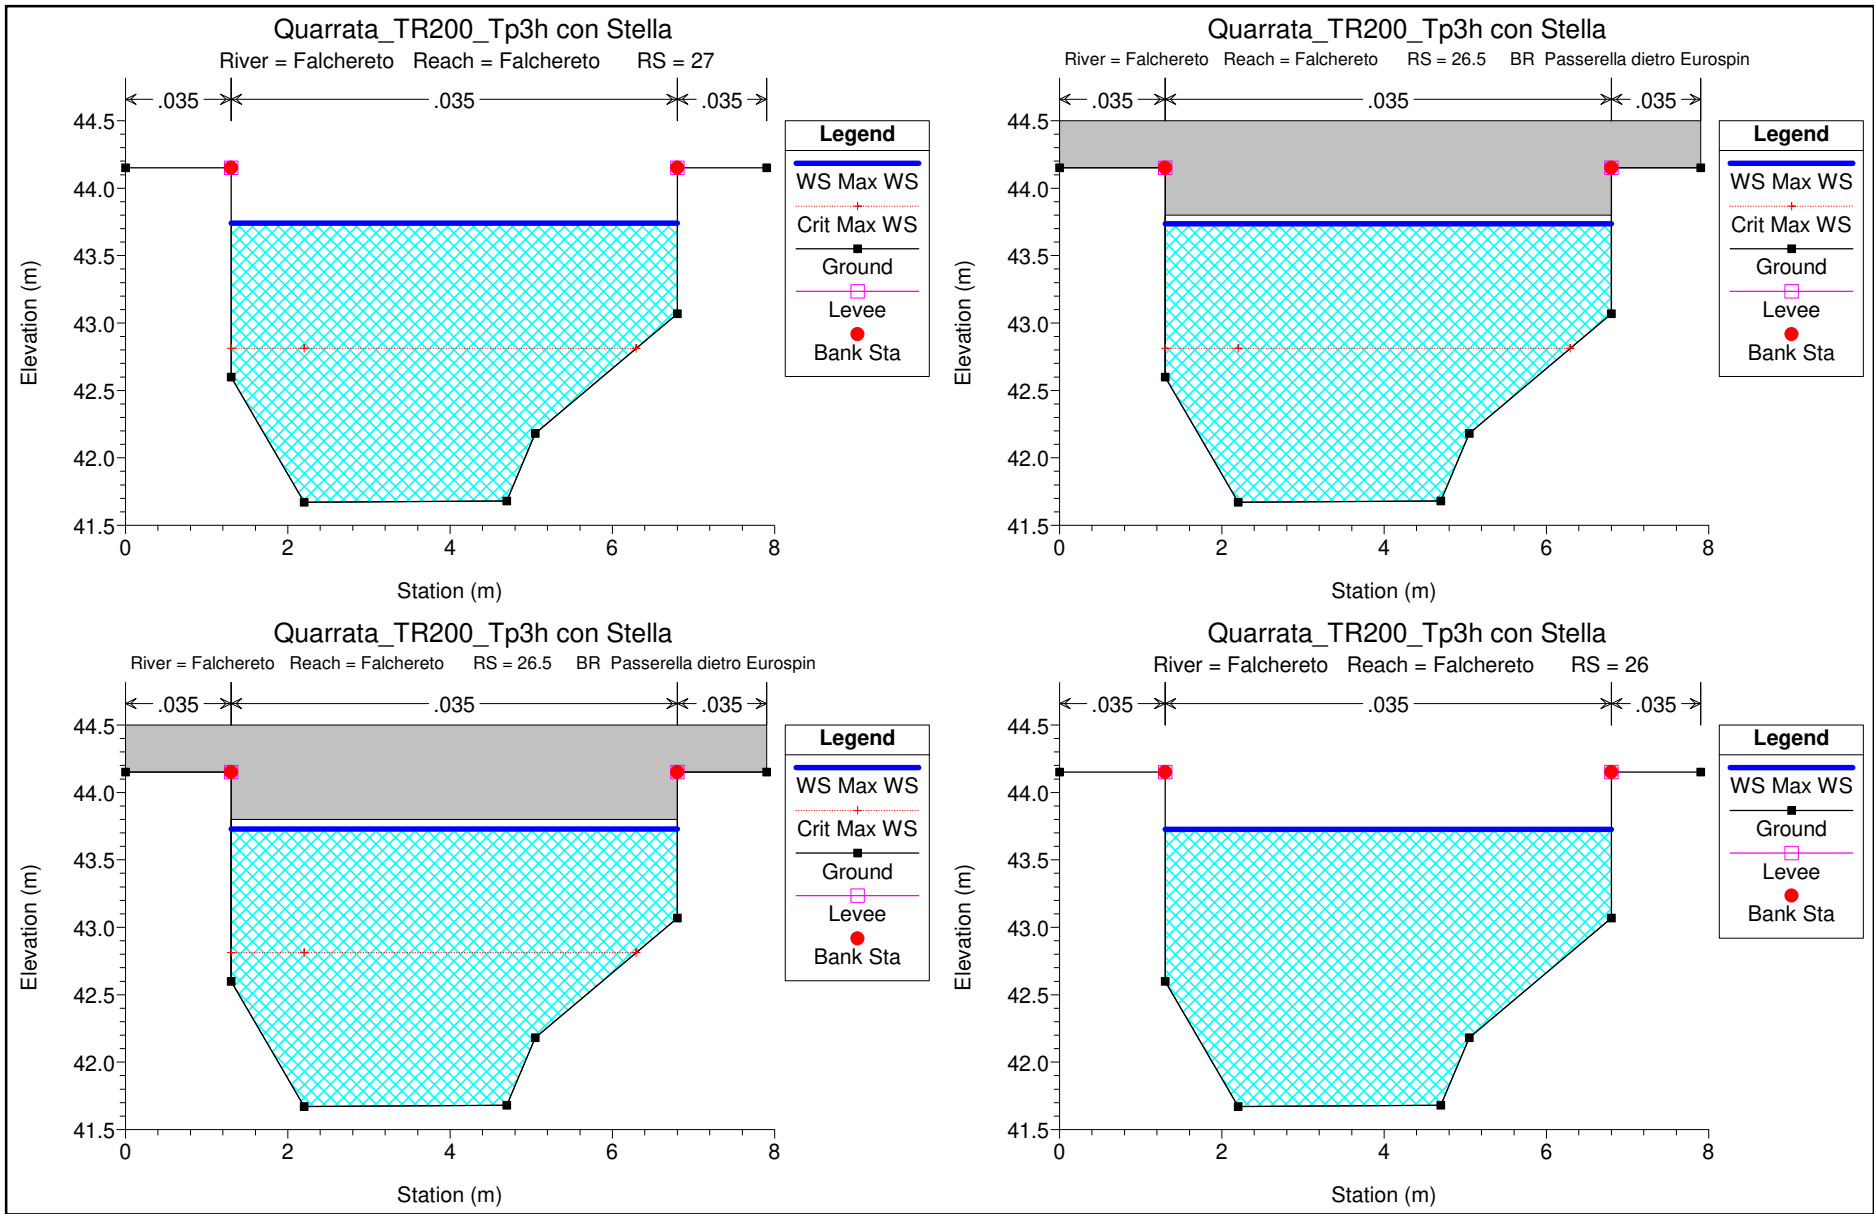 Quarrata_TR200_Tp3h con Stella
River = Falchereto Reach = Falchereto RS = 27
.035 .035 .035
44.5
44.0
43.5
43.0
42.5
42.0
41.5
Elevation (m)
0 2 4 6 8
Station (m)
Legend
WS Max WS
Crit Max WS
Ground
Levee
Bank Sta
Quarrata_TR200_Tp3h con Stella
River = Falchereto Reach = Falchereto RS = 26.5 BR Passerella dietro Eurospin
.035 .035 .035
44.5
44.0
43.5
43.0
42.5
42.0
41.5
Elevation (m)
0 2 4 6 8
Station (m)
Legend
WS Max WS
Crit Max WS
Ground
Levee
Bank Sta
Quarrata_TR200_Tp3h con Stella
River = Falchereto Reach = Falchereto RS = 26.5 BR Passerella dietro Eurospin
.035 .035 .035
44.5
44.0
43.5
43.0
42.5
42.0
41.5
Elevation (m)
0 2 4 6 8
Station (m)
Legend
WS Max WS
Crit Max WS
Ground
Levee
Bank Sta
Quarrata_TR200_Tp3h con Stella
River = Falchereto Reach = Falchereto RS = 26
.035 .035 .035
44.5
44.0
43.5
43.0
42.5
42.0
41.5
Elevation (m)
0 2 4 6 8
Station (m)
Legend
WS Max WS
Ground
Levee
Bank Sta